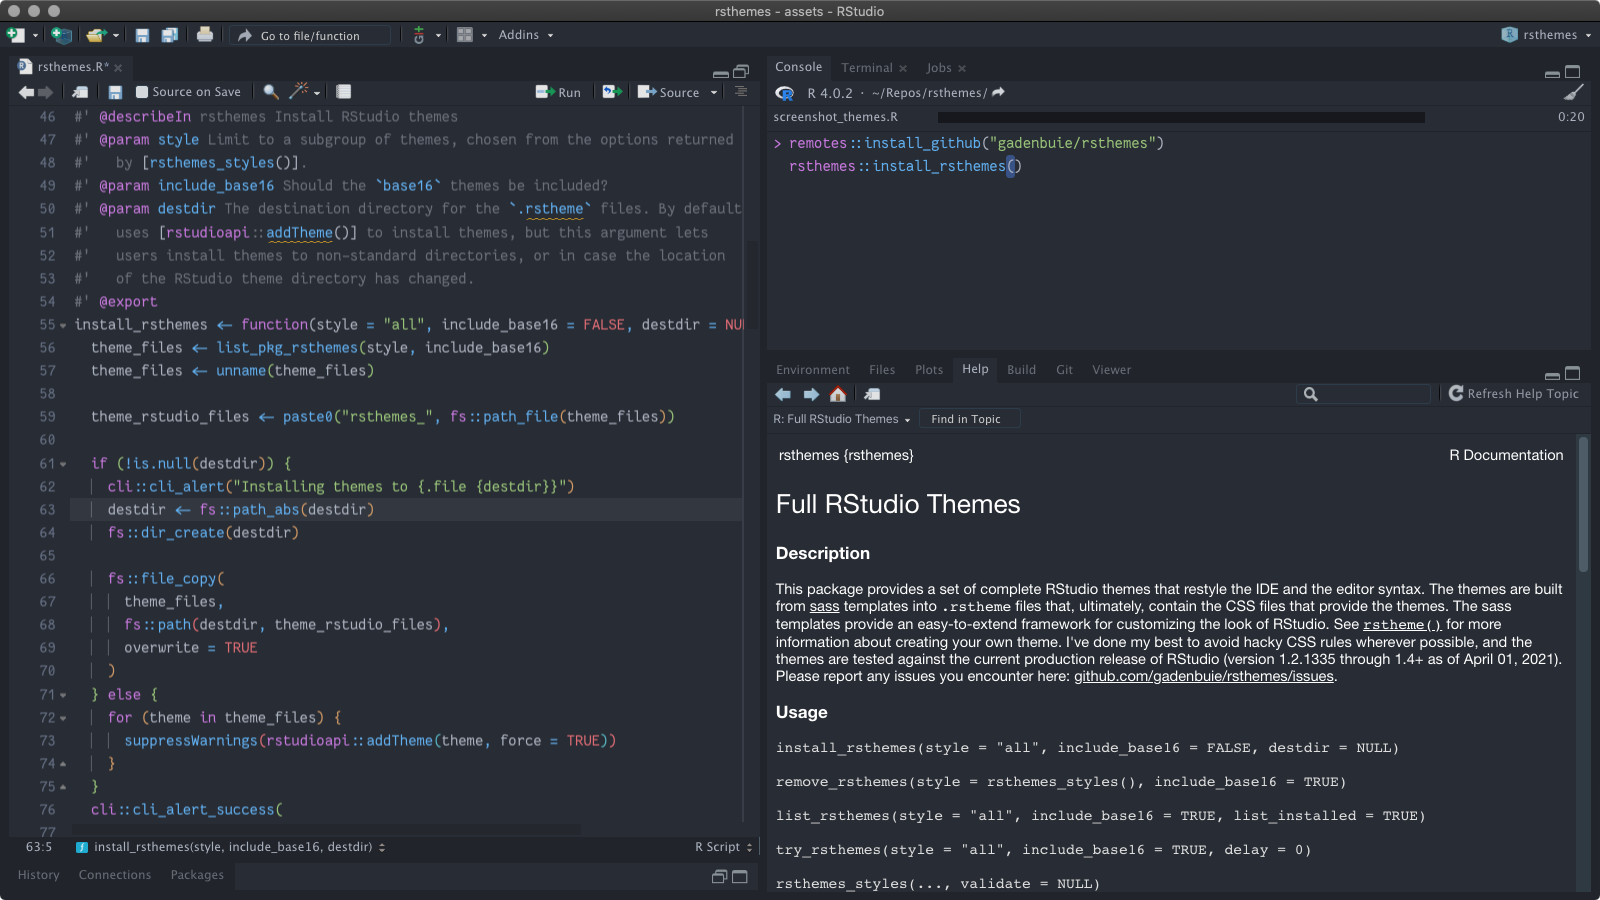 rsthemes - assets - RStudio
Go to file/function
Addins
rsthemes
rsthemes.R*
Source on Save
Run
Source
46 #' @describeIn rsthemes Install RStudio themes
47 #' @param style Limit to a subgroup of themes, chosen from the options returned
48 #'   by [rsthemes_styles()].
49 #' @param include_base16 Should the `base16` themes be included?
50 #' @param destdir The destination directory for the `.rstheme` files. By default
51 #'   uses [rstudioapi::addTheme()] to install themes, but this argument lets
52 #'   users install themes to non-standard directories, or in case the location
53 #'   of the RStudio theme directory has changed.
54 #' @export
55 install_rsthemes <- function(style = "all", include_base16 = FALSE, destdir = NU
56   theme_files <- list_pkg_rsthemes(style, include_base16)
57   theme_files <- unname(theme_files)
58
59   theme_rstudio_files <- paste0("rsthemes_", fs::path_file(theme_files))
60
61   if (!is.null(destdir)) {
62     cli::cli_alert("Installing themes to {.file {destdir}}")
63     destdir <- fs::path_abs(destdir)
64     fs::dir_create(destdir)
65
66     fs::file_copy(
67       theme_files,
68       fs::path(destdir, theme_rstudio_files),
69       overwrite = TRUE
70     )
71   } else {
72     for (theme in theme_files) {
73       suppressWarnings(rstudioapi::addTheme(theme, force = TRUE))
74     }
75   }
76   cli::cli_alert_success(
77
63:5 install_rsthemes(style, include_base16, destdir) R Script
History Connections Packages
Console Terminal Jobs
R 4.0.2 · ~/Repos/rsthemes/
screenshot_themes.R 0:20
> remotes::install_github("gadenbuie/rsthemes")
rsthemes::install_rsthemes()
Environment Files Plots Help Build Git Viewer
Refresh Help Topic
R: Full RStudio Themes Find in Topic
rsthemes {rsthemes} R Documentation
Full RStudio Themes
Description
This package provides a set of complete RStudio themes that restyle the IDE and the editor syntax. The themes are built
from sass templates into .rstheme files that, ultimately, contain the CSS files that provide the themes. The sass
templates provide an easy-to-extend framework for customizing the look of RStudio. See rstheme() for more
information about creating your own theme. I've done my best to avoid hacky CSS rules wherever possible, and the
themes are tested against the current production release of RStudio (version 1.2.1335 through 1.4+ as of April 01, 2021).
Please report any issues you encounter here: github.com/gadenbuie/rsthemes/issues.
Usage
install_rsthemes(style = "all", include_base16 = FALSE, destdir = NULL)
remove_rsthemes(style = rsthemes_styles(), include_base16 = TRUE)
list_rsthemes(style = "all", include_base16 = TRUE, list_installed = TRUE)
try_rsthemes(style = "all", include_base16 = TRUE, delay = 0)
rsthemes_styles(..., validate = NULL)